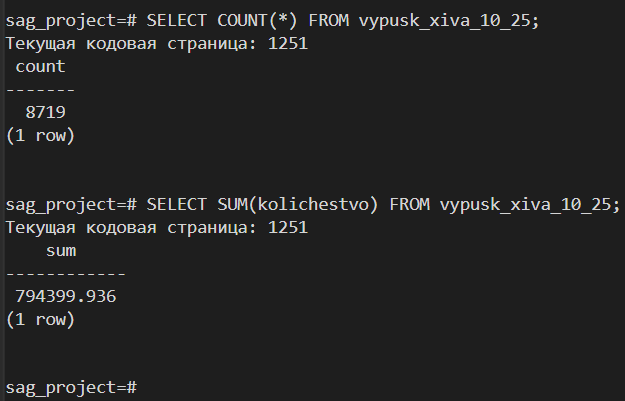 sag_project=# SELECT COUNT(*) FROM vypusk_xiva_10_25;
Текущая кодовая страница: 1251
 count
-------
  8719
(1 row)
sag_project=# SELECT SUM(kolichestvo) FROM vypusk_xiva_10_25;
Текущая кодовая страница: 1251
    sum
------------
 794399.936
(1 row)
sag_project=#